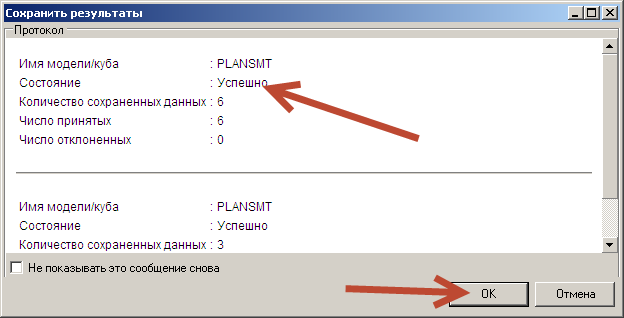 Сохранить результаты
Протокол
Имя модели/куба : PLANSMT
Состояние : Успешно
Количество сохраненных данных : 6
Число принятых : 6
Число отклоненных : 0
Имя модели/куба : PLANSMT
Состояние : Успешно
Количество сохраненных данных : 3
Не показывать это сообщение снова
OK Отмена